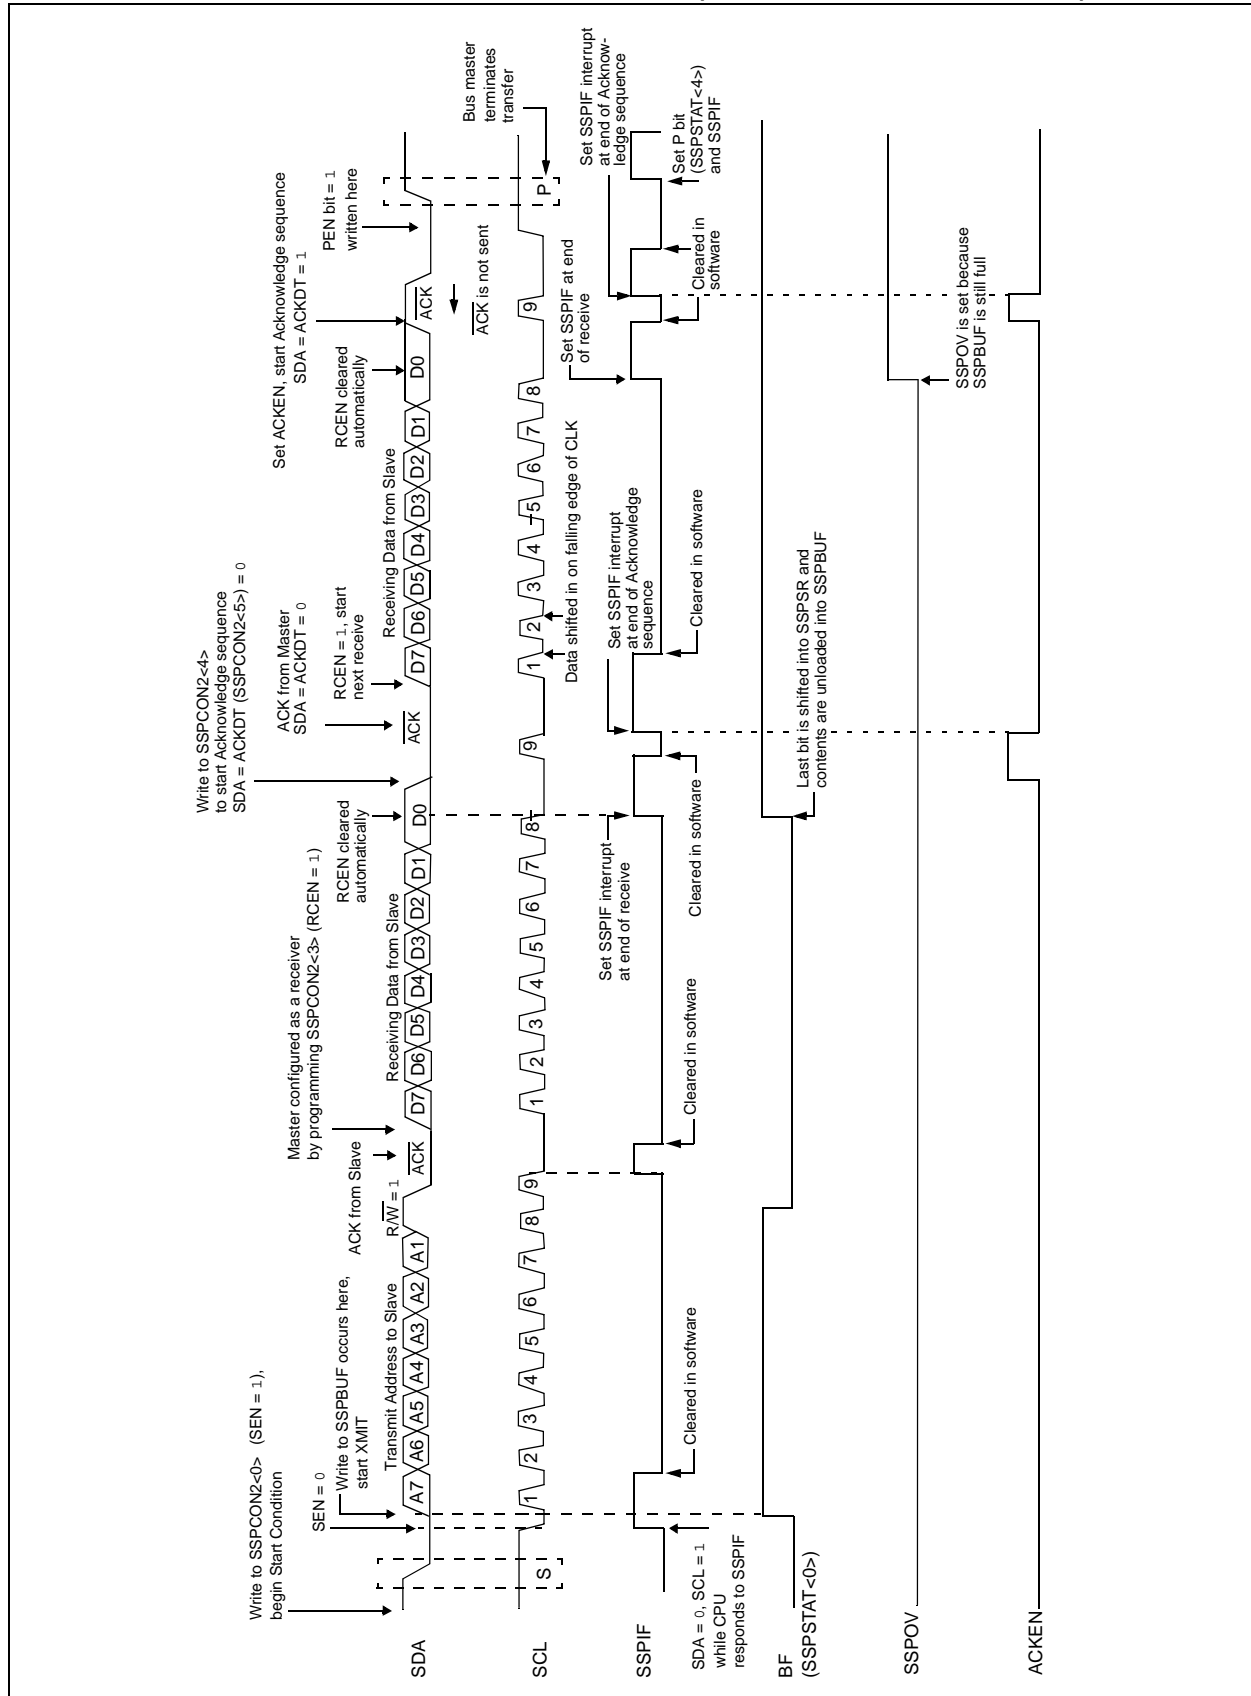 Write to SSPCON2<0> (SEN = 1),
begin Start Condition
SEN = 0
Write to SSPBUF occurs here,
start XMIT
Transmit Address to Slave
R/W = 1
ACK from Slave
Master configured as a receiver
by programming SSPCON2<3> (RCEN = 1)
Receiving Data from Slave
RCEN cleared
automatically
Write to SSPCON2<4>
to start Acknowledge sequence
SDA = ACKDT (SSPCON2<5>) = 0
ACK from Master
SDA = ACKDT = 0
RCEN = 1, start
next receive
Receiving Data from Slave
RCEN cleared
automatically
Set ACKEN, start Acknowledge sequence
SDA = ACKDT = 1
PEN bit = 1
written here
SDA
A7 A6 A5 A4 A3 A2 A1
ACK
D7 D6 D5 D4 D3 D2 D1 D0
ACK
D7 D6 D5 D4 D3 D2 D1 D0
ACK
ACK is not sent
Bus master
terminates
transfer
SCL
S
1 2 3 4 5 6 7 8 9
1 2 3 4 5 6 7 8 9
1 2 3 4 5 6 7 8 9
P
Data shifted in on falling edge of CLK
SSPIF
SDA = 0, SCL = 1
while CPU
responds to SSPIF
Cleared in software
Cleared in software
Set SSPIF interrupt
at end of receive
Cleared in software
Set SSPIF interrupt
at end of Acknowledge
sequence
Cleared in software
Set SSPIF at end
of receive
Cleared in
software
Set SSPIF interrupt
at end of Acknow-
ledge sequence
Set P bit
(SSPSTAT<4>)
and SSPIF
BF
(SSPSTAT<0>)
Last bit is shifted into SSPSR and
contents are unloaded into SSPBUF
SSPOV
SSPOV is set because
SSPBUF is still full
ACKEN